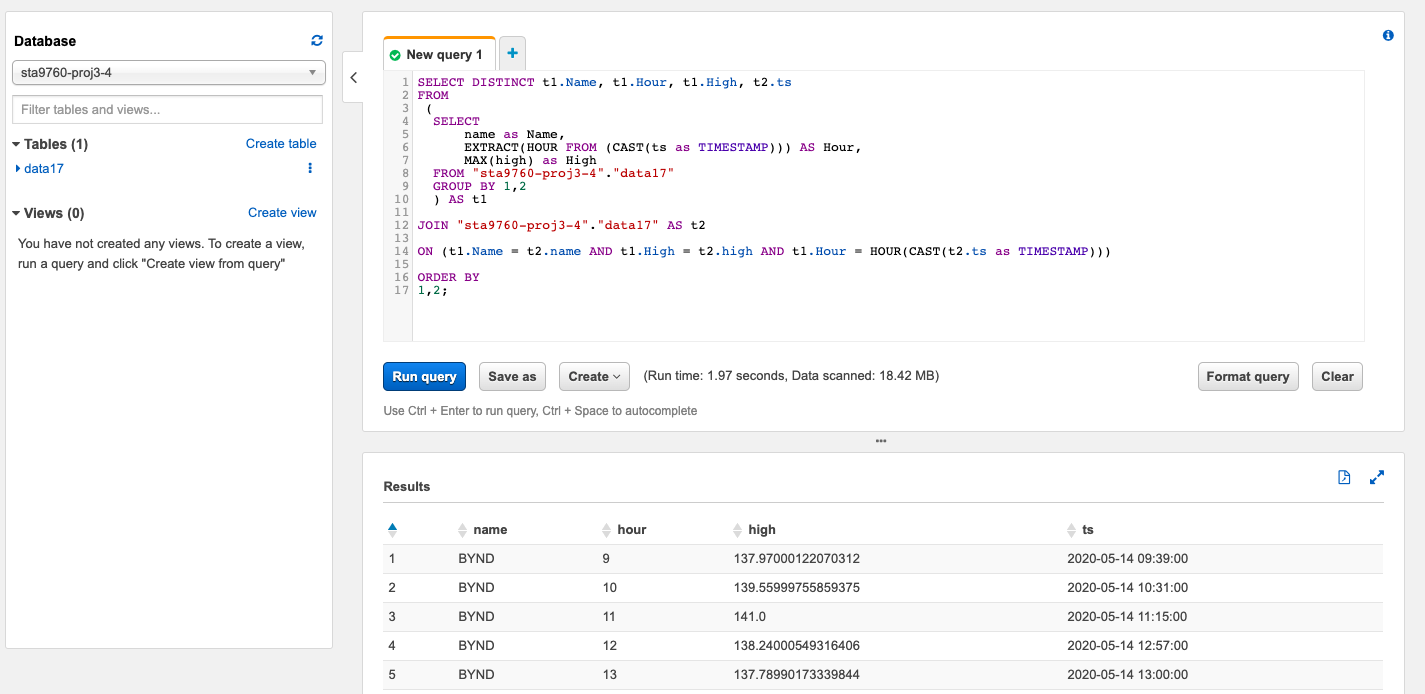 Database
sta9760-proj3-4
Filter tables and views...
Tables (1) Create table
data17
Views (0) Create view
You have not created any views. To create a view,
run a query and click "Create view from query"
New query 1 +
1 SELECT DISTINCT t1.Name, t1.Hour, t1.High, t2.ts
2 FROM
3 (
4 SELECT
5 name as Name,
6 EXTRACT(HOUR FROM (CAST(ts as TIMESTAMP))) AS Hour,
7 MAX(high) as High
8 FROM "sta9760-proj3-4"."data17"
9 GROUP BY 1,2
10 ) AS t1
11
12 JOIN "sta9760-proj3-4"."data17" AS t2
13
14 ON (t1.Name = t2.name AND t1.High = t2.high AND t1.Hour = HOUR(CAST(t2.ts as TIMESTAMP)))
15
16 ORDER BY
17 1,2;
Run query Save as Create (Run time: 1.97 seconds, Data scanned: 18.42 MB) Format query Clear
Use Ctrl + Enter to run query, Ctrl + Space to autocomplete
Results
name hour high ts
1 BYND 9 137.97000122070312 2020-05-14 09:39:00
2 BYND 10 139.55999755859375 2020-05-14 10:31:00
3 BYND 11 141.0 2020-05-14 11:15:00
4 BYND 12 138.24000549316406 2020-05-14 12:57:00
5 BYND 13 137.78990173339844 2020-05-14 13:00:00